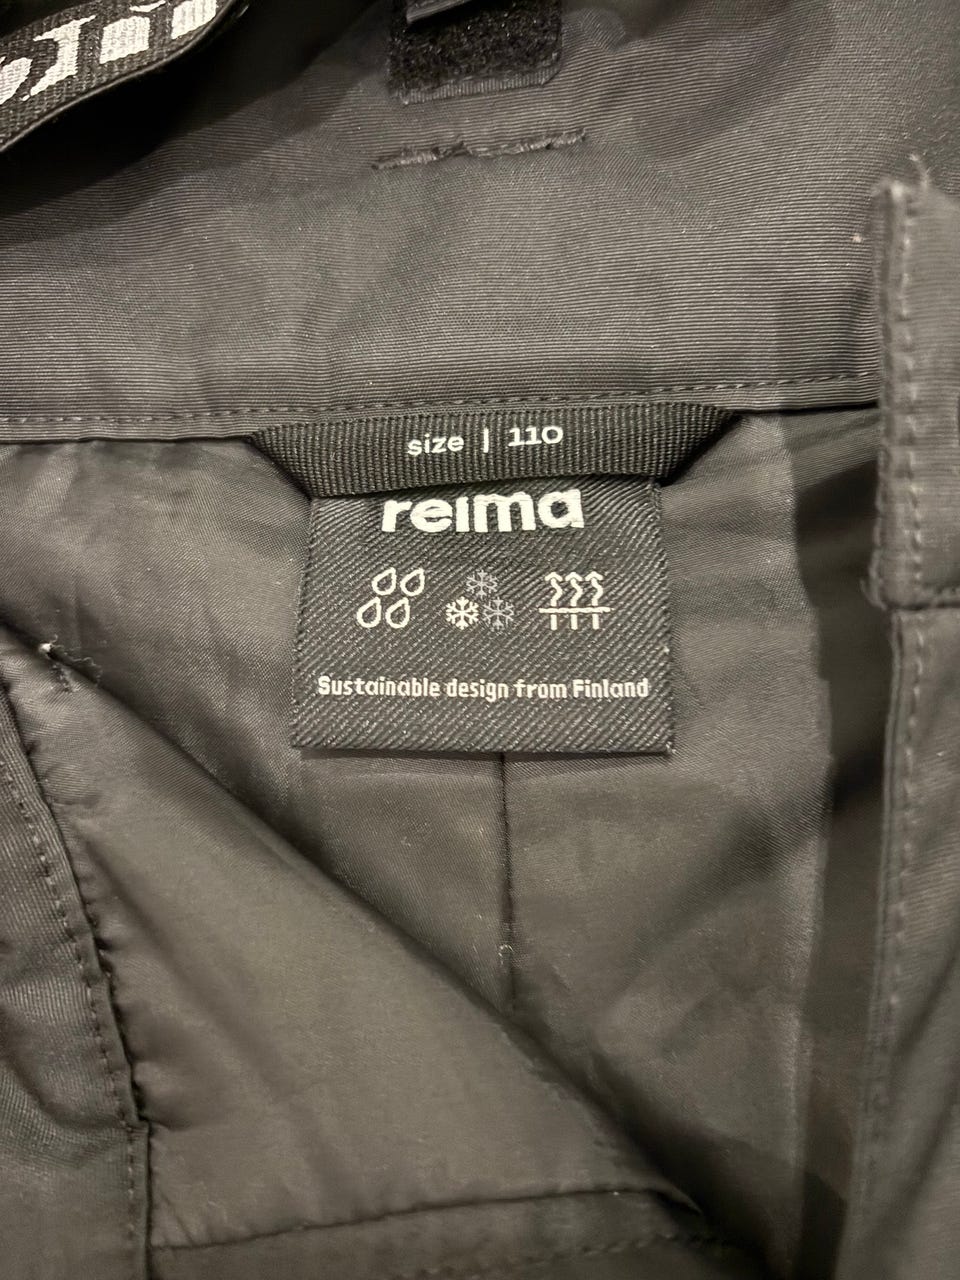 size | 110
reima
Sustainable design from Finland